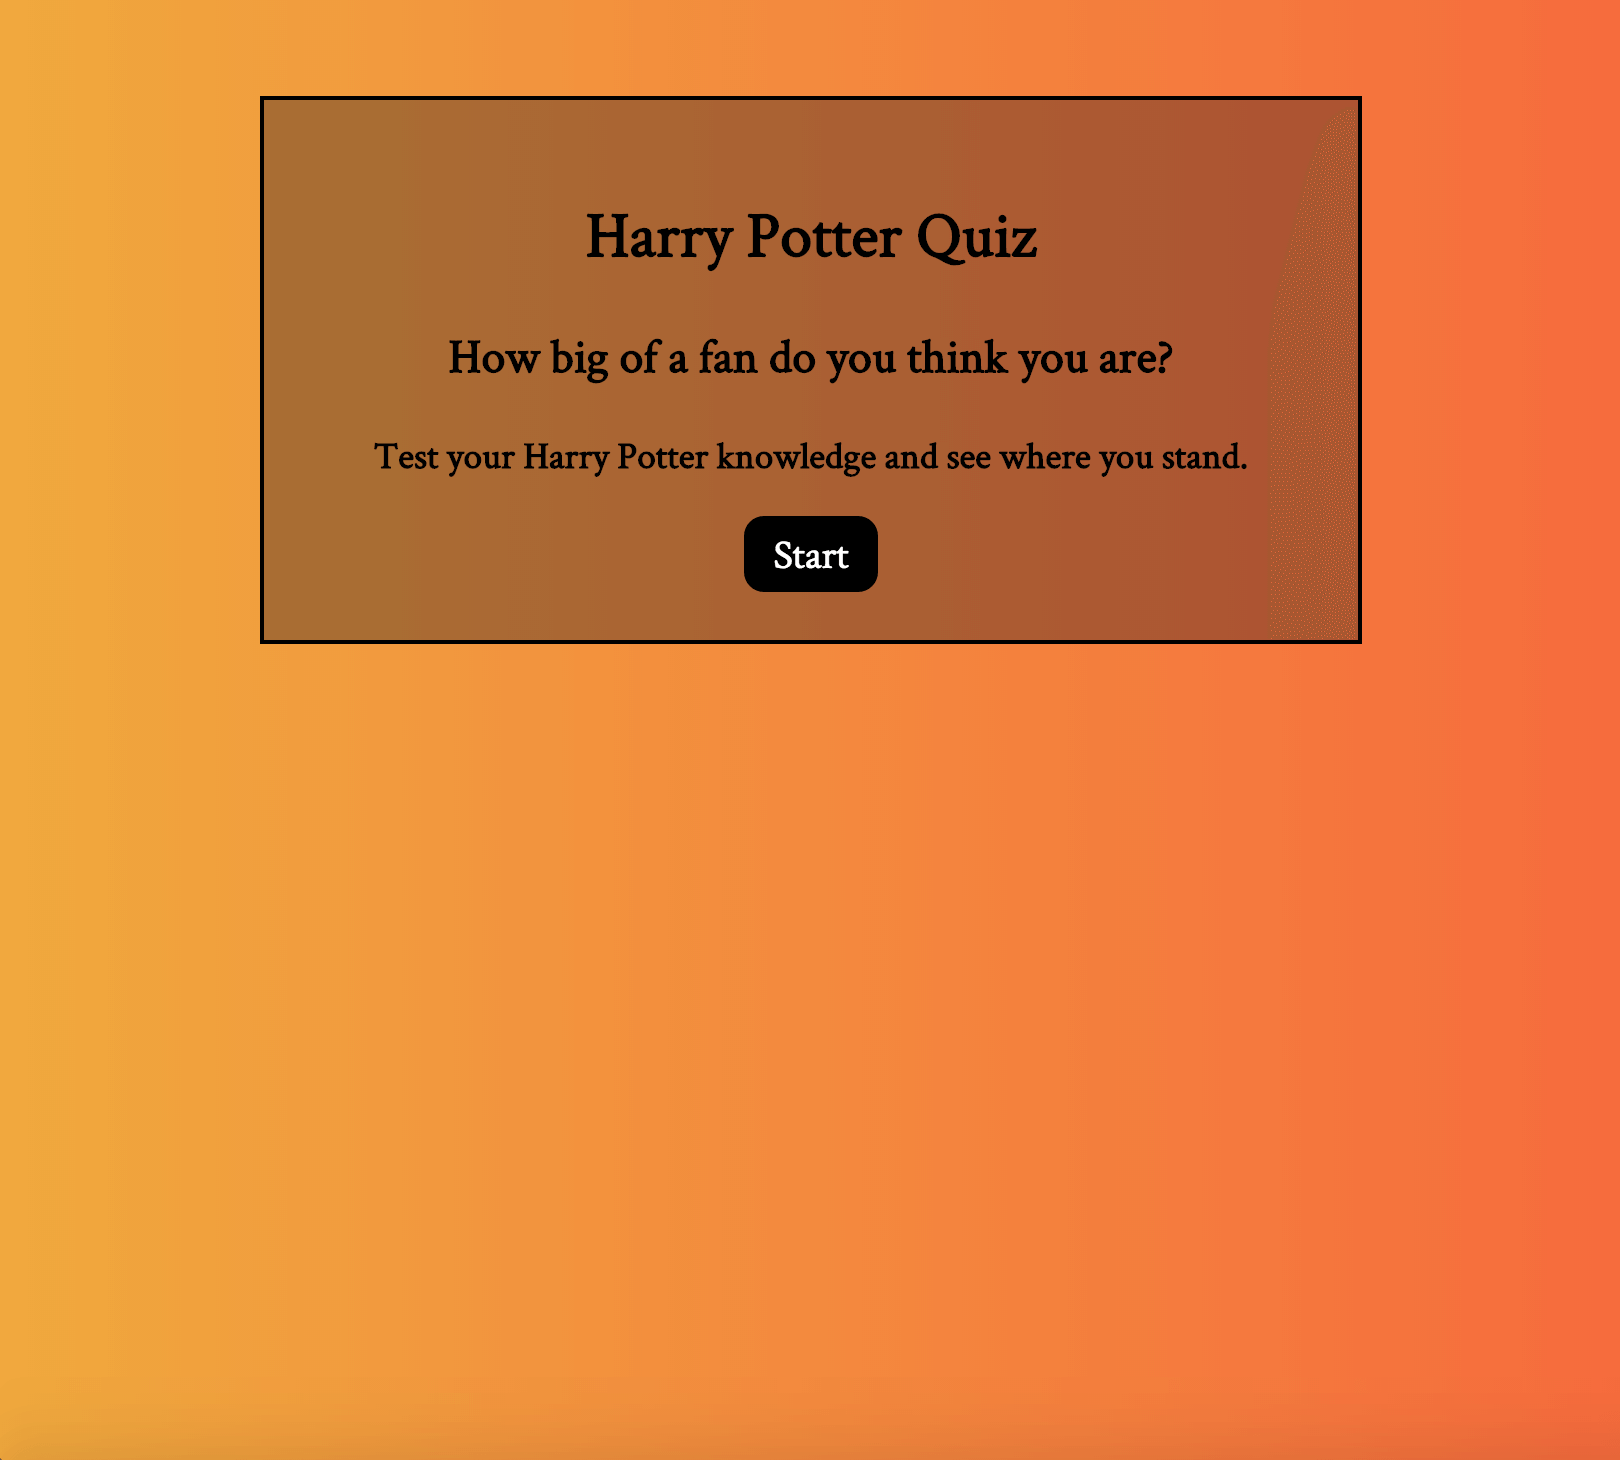 Harry Potter Quiz
How big of a fan do you think you are?
Test your Harry Potter knowledge and see where you stand.
Start